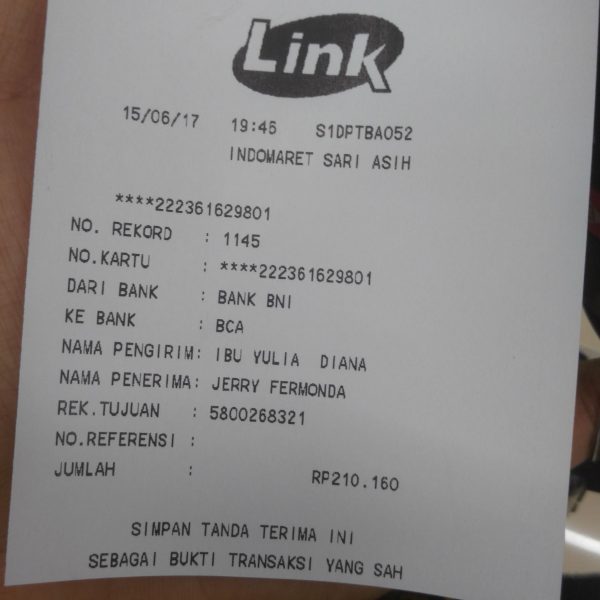 Link
15/06/17 19:46 S1DPTBA052
INDOMARET SARI ASIH
****222361629801
NO. REKORD : 1145
NO.KARTU : ****222361629801
DARI BANK : BANK BNI
KE BANK : BCA
NAMA PENGIRIM: IBU YULIA DIANA
NAMA PENERIMA: JERRY FERMONDA
REK.TUJUAN : 5800268321
NO.REFERENSI :
JUMLAH : RP210.160
SIMPAN TANDA TERIMA INI
SEBAGAI BUKTI TRANSAKSI YANG SAH